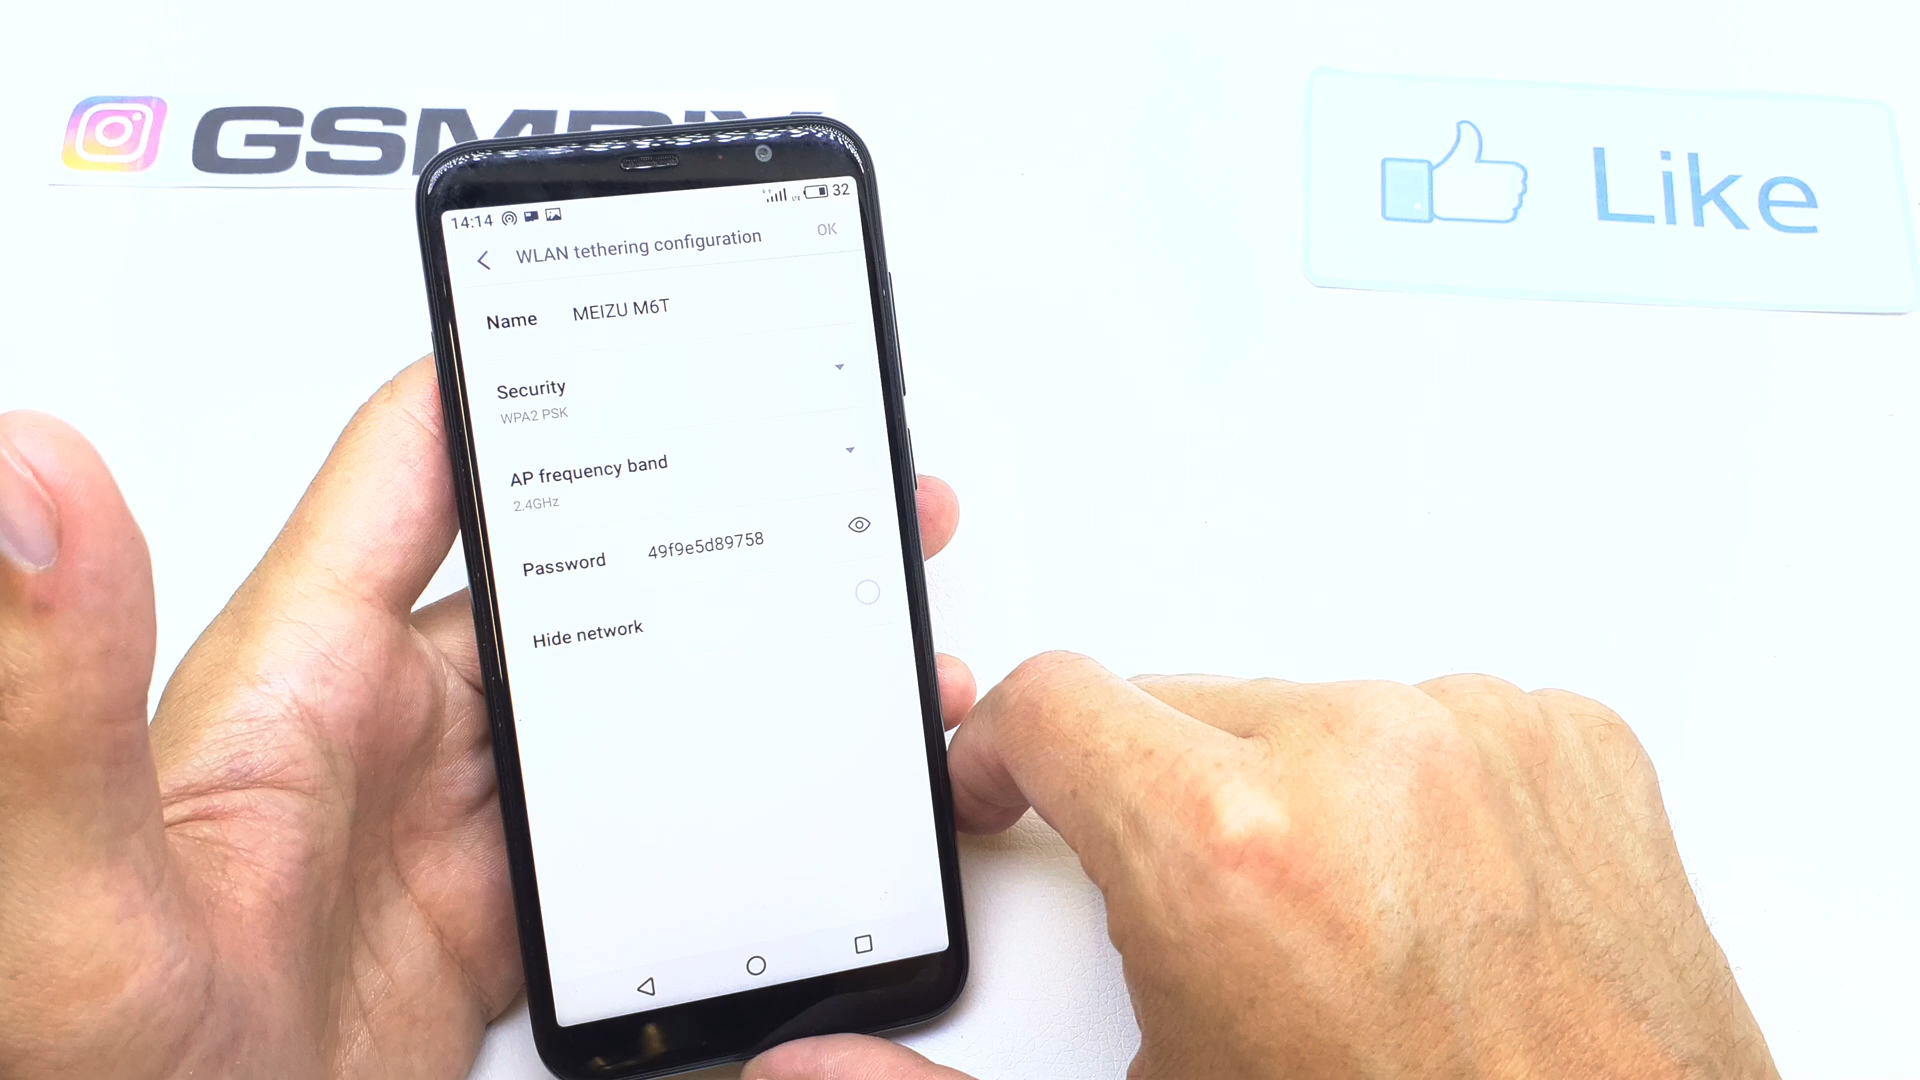 14:14
32
WLAN tethering configuration
OK
Name MEIZU M6T
Security
WPA2 PSK
AP frequency band
2.4GHz
Password 49f9e5d89758
Hide network
Like